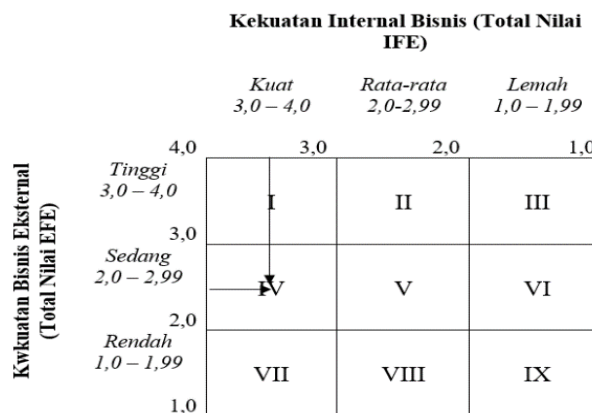 Kekuatan Internal Bisnis (Total Nilai
IFE)
Kuat
3,0 – 4,0
Rata-rata
2,0-2,99
Lemah
1,0 – 1,99
4,0
3,0
2,0
1,0
Kwkuatan Bisnis Eksternal
(Total Nilai EFE)
Tinggi
3,0 – 4,0
I
II
III
3,0
Sedang
2,0 – 2,99
IV
V
VI
2,0
Rendah
1,0 – 1,99
VII
VIII
IX
1,0